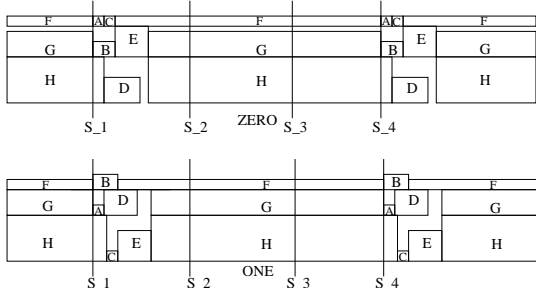 F A C F A C F
G E G E G
B B
H D H D H
S_1 S_2 ZERO S_3 S_4
F B F B F
G D G D G
A A
H E H E H
C C
S_1 S_2 ONE S_3 S_4